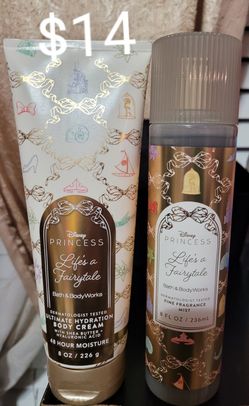 $14
Disney
PRINCESS
Life's a
Fairytale
Bath & Body Works
DERMATOLOGIST TESTED
ULTIMATE HYDRATION
BODY CREAM
WITH SHEA BUTTER +
HYALURONIC ACID
48 HOUR MOISTURE
8 OZ / 226 g
Disney
PRINCESS
Life's a
Fairytale
Bath & Body Works
DERMATOLOGIST TESTED
FINE FRAGRANCE
MIST
8 FL OZ / 236mL